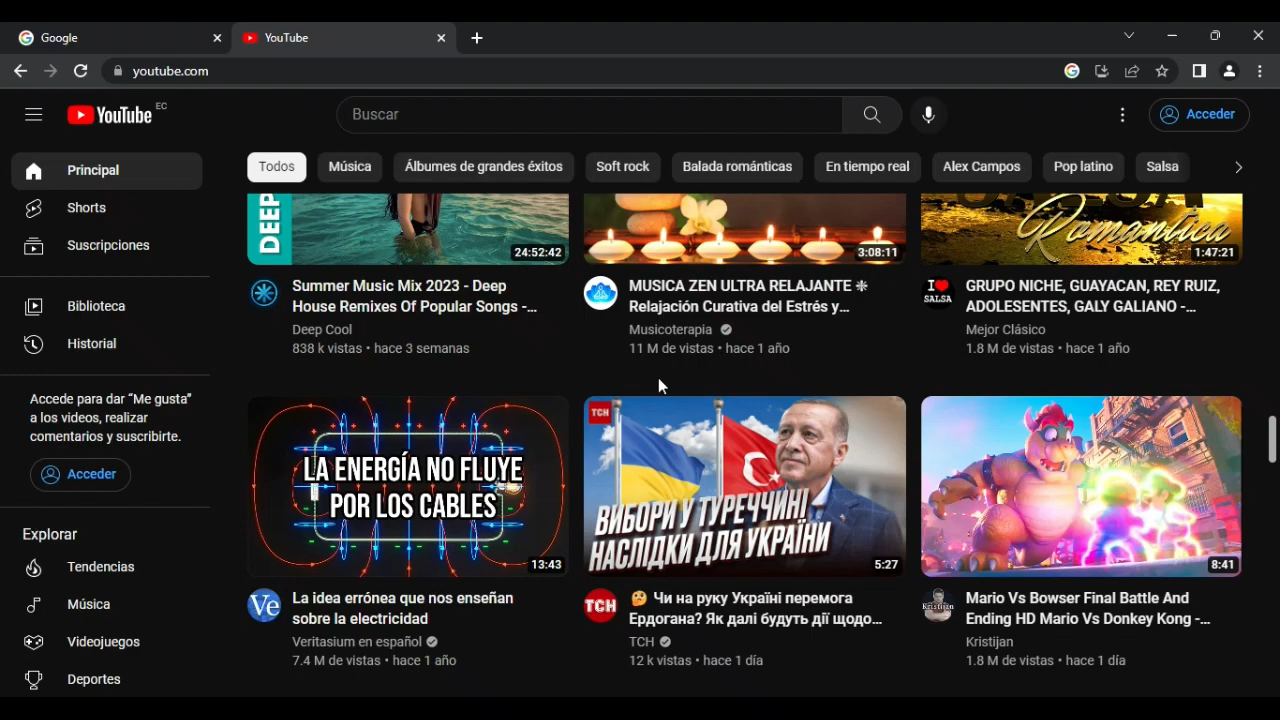 Google
YouTube
youtube.com
YouTube EC
Buscar
Acceder
Principal
Shorts
Suscripciones
Biblioteca
Historial
Accede para dar “Me gusta”
a los videos, realizar
comentarios y suscribirte.
Acceder
Explorar
Tendencias
Música
Videojuegos
Deportes
Todos
Música
Álbumes de grandes éxitos
Soft rock
Balada románticas
En tiempo real
Alex Campos
Pop latino
Salsa
DEEP
24:52:42
Summer Music Mix 2023 - Deep
House Remixes Of Popular Songs -...
Deep Cool
838 k vistas • hace 3 semanas
3:08:11
MUSICA ZEN ULTRA RELAJANTE ❈
Relajación Curativa del Estrés y...
Musicoterapia
11 M de vistas • hace 1 año
Romantica
1:47:21
I ❤ SALSA
GRUPO NICHE, GUAYACAN, REY RUIZ,
ADOLESENTES, GALY GALIANO -...
Mejor Clásico
1.8 M de vistas • hace 1 año
LA ENERGÍA NO FLUYE
POR LOS CABLES
13:43
Ve
La idea errónea que nos enseñan
sobre la electricidad
Veritasium en español
7.4 M de vistas • hace 1 año
ТСН
ВИБОРИ У ТУРЕЧЧИНІ
НАСЛІДКИ ДЛЯ УКРАЇНИ
5:27
ТСН
🤔 Чи на руку Україні перемога
Ердогана? Як далі будуть дії щодо...
ТСН
12 k vistas • hace 1 día
8:41
Kristijan
Mario Vs Bowser Final Battle And
Ending HD Mario Vs Donkey Kong -...
Kristijan
1.8 M de vistas • hace 1 día